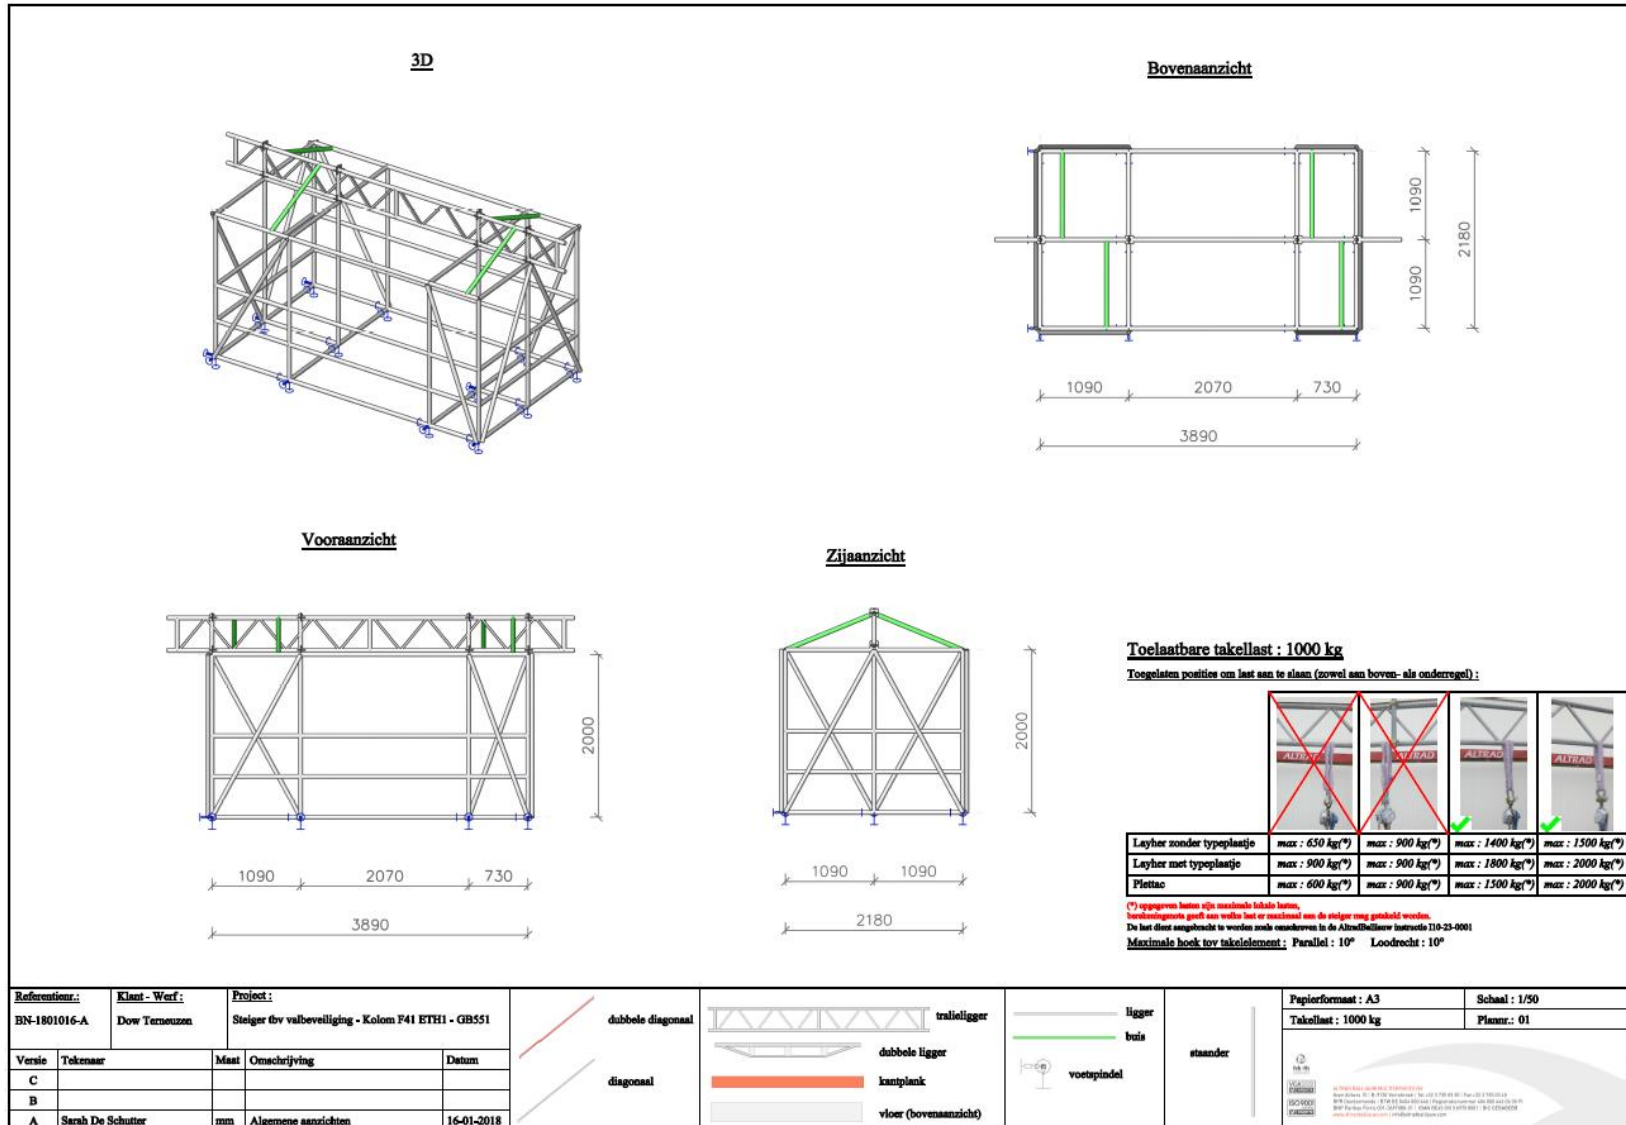 3D
Bovenaanzicht
1090
2180
1090
1090
2070
730
3890
Vooraanzicht
Zijaanzicht
2000
2000
1090
2070
730
3890
1090
1090
2180
Toelaatbare takellast : 1000 kg
Toegelaten posities om last aan te slaan (zowel aan boven- als onderregel) :
ALTRAD
ALTRAD
ALTRAD
ALTRAD
Layher zonder typeplaatje max : 650 kg(*) max : 900 kg(*) max : 1400 kg(*) max : 1500 kg(*)
Layher met typeplaatje max : 900 kg(*) max : 900 kg(*) max : 1800 kg(*) max : 2000 kg(*)
Plettac max : 600 kg(*) max : 900 kg(*) max : 1500 kg(*) max : 2000 kg(*)
(*) opgegeven lasten zijn maximale lokale lasten,
berekeningsnota geeft aan welke last er maximaal aan de steiger mag getakeld worden.
De last dient aangebracht te worden zoals omschreven in de AltradBalliauw instructie I10-23-0001
Maximale hoek tov takelelement : Parallel : 10° Loodrecht : 10°
Referentienr.: Klant - Werf : Project :
BN-1801016-A Dow Terneuzen Steiger tbv valbeveiliging - Kolom F41 ETH1 - GB551
Versie Tekenaar Maat Omschrijving Datum
C
B
A Sarah De Schutter mm Algemene aanzichten 16-01-2018
dubbele diagonaal
diagonaal
tralieligger
dubbele ligger
kantplank
vloer (bovenaanzicht)
ligger
buis
voetspindel
staander
Papierformaat : A3 Schaal : 1/50
Takellast : 1000 kg Plannr.: 01
VCA
ISO 9001